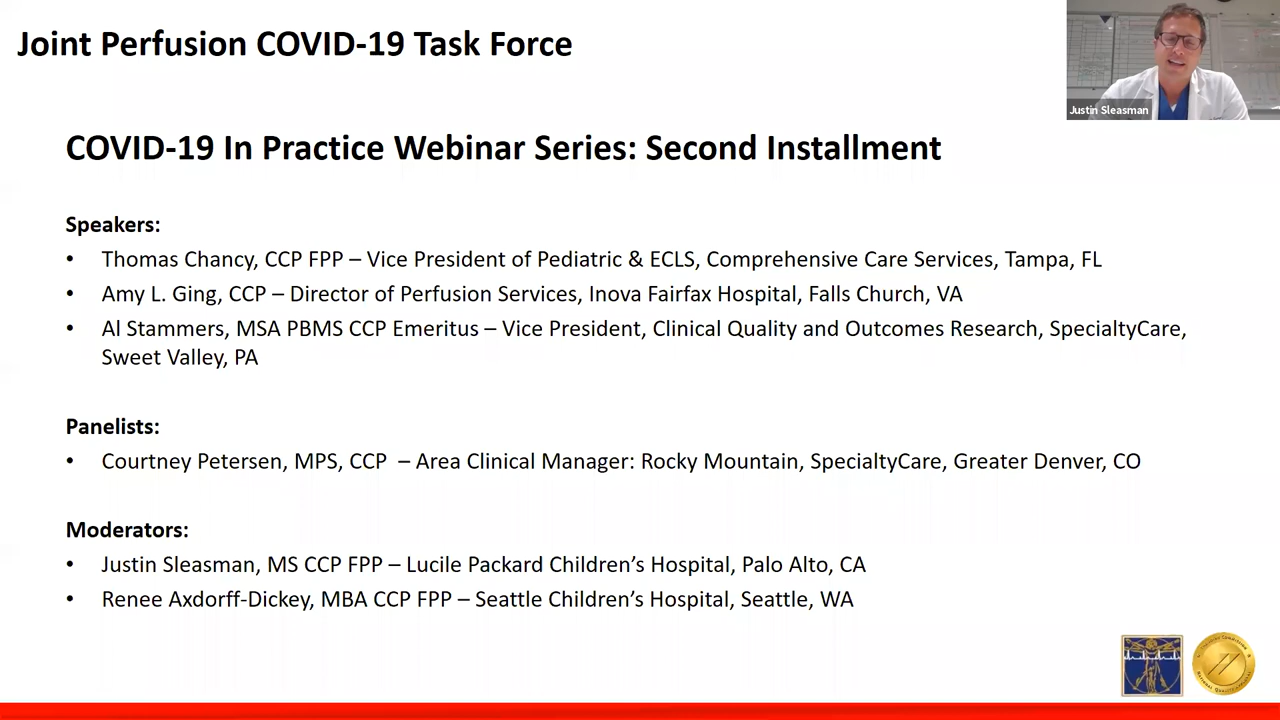 Joint Perfusion COVID-19 Task Force
Justin Sleasman
COVID-19 In Practice Webinar Series: Second Installment
Speakers:
• Thomas Chancy, CCP FPP – Vice President of Pediatric & ECLS, Comprehensive Care Services, Tampa, FL
• Amy L. Ging, CCP – Director of Perfusion Services, Inova Fairfax Hospital, Falls Church, VA
• Al Stammers, MSA PBMS CCP Emeritus – Vice President, Clinical Quality and Outcomes Research, SpecialtyCare,
Sweet Valley, PA
Panelists:
• Courtney Petersen, MPS, CCP – Area Clinical Manager: Rocky Mountain, SpecialtyCare, Greater Denver, CO
Moderators:
• Justin Sleasman, MS CCP FPP – Lucile Packard Children’s Hospital, Palo Alto, CA
• Renee Axdorff-Dickey, MBA CCP FPP – Seattle Children’s Hospital, Seattle, WA